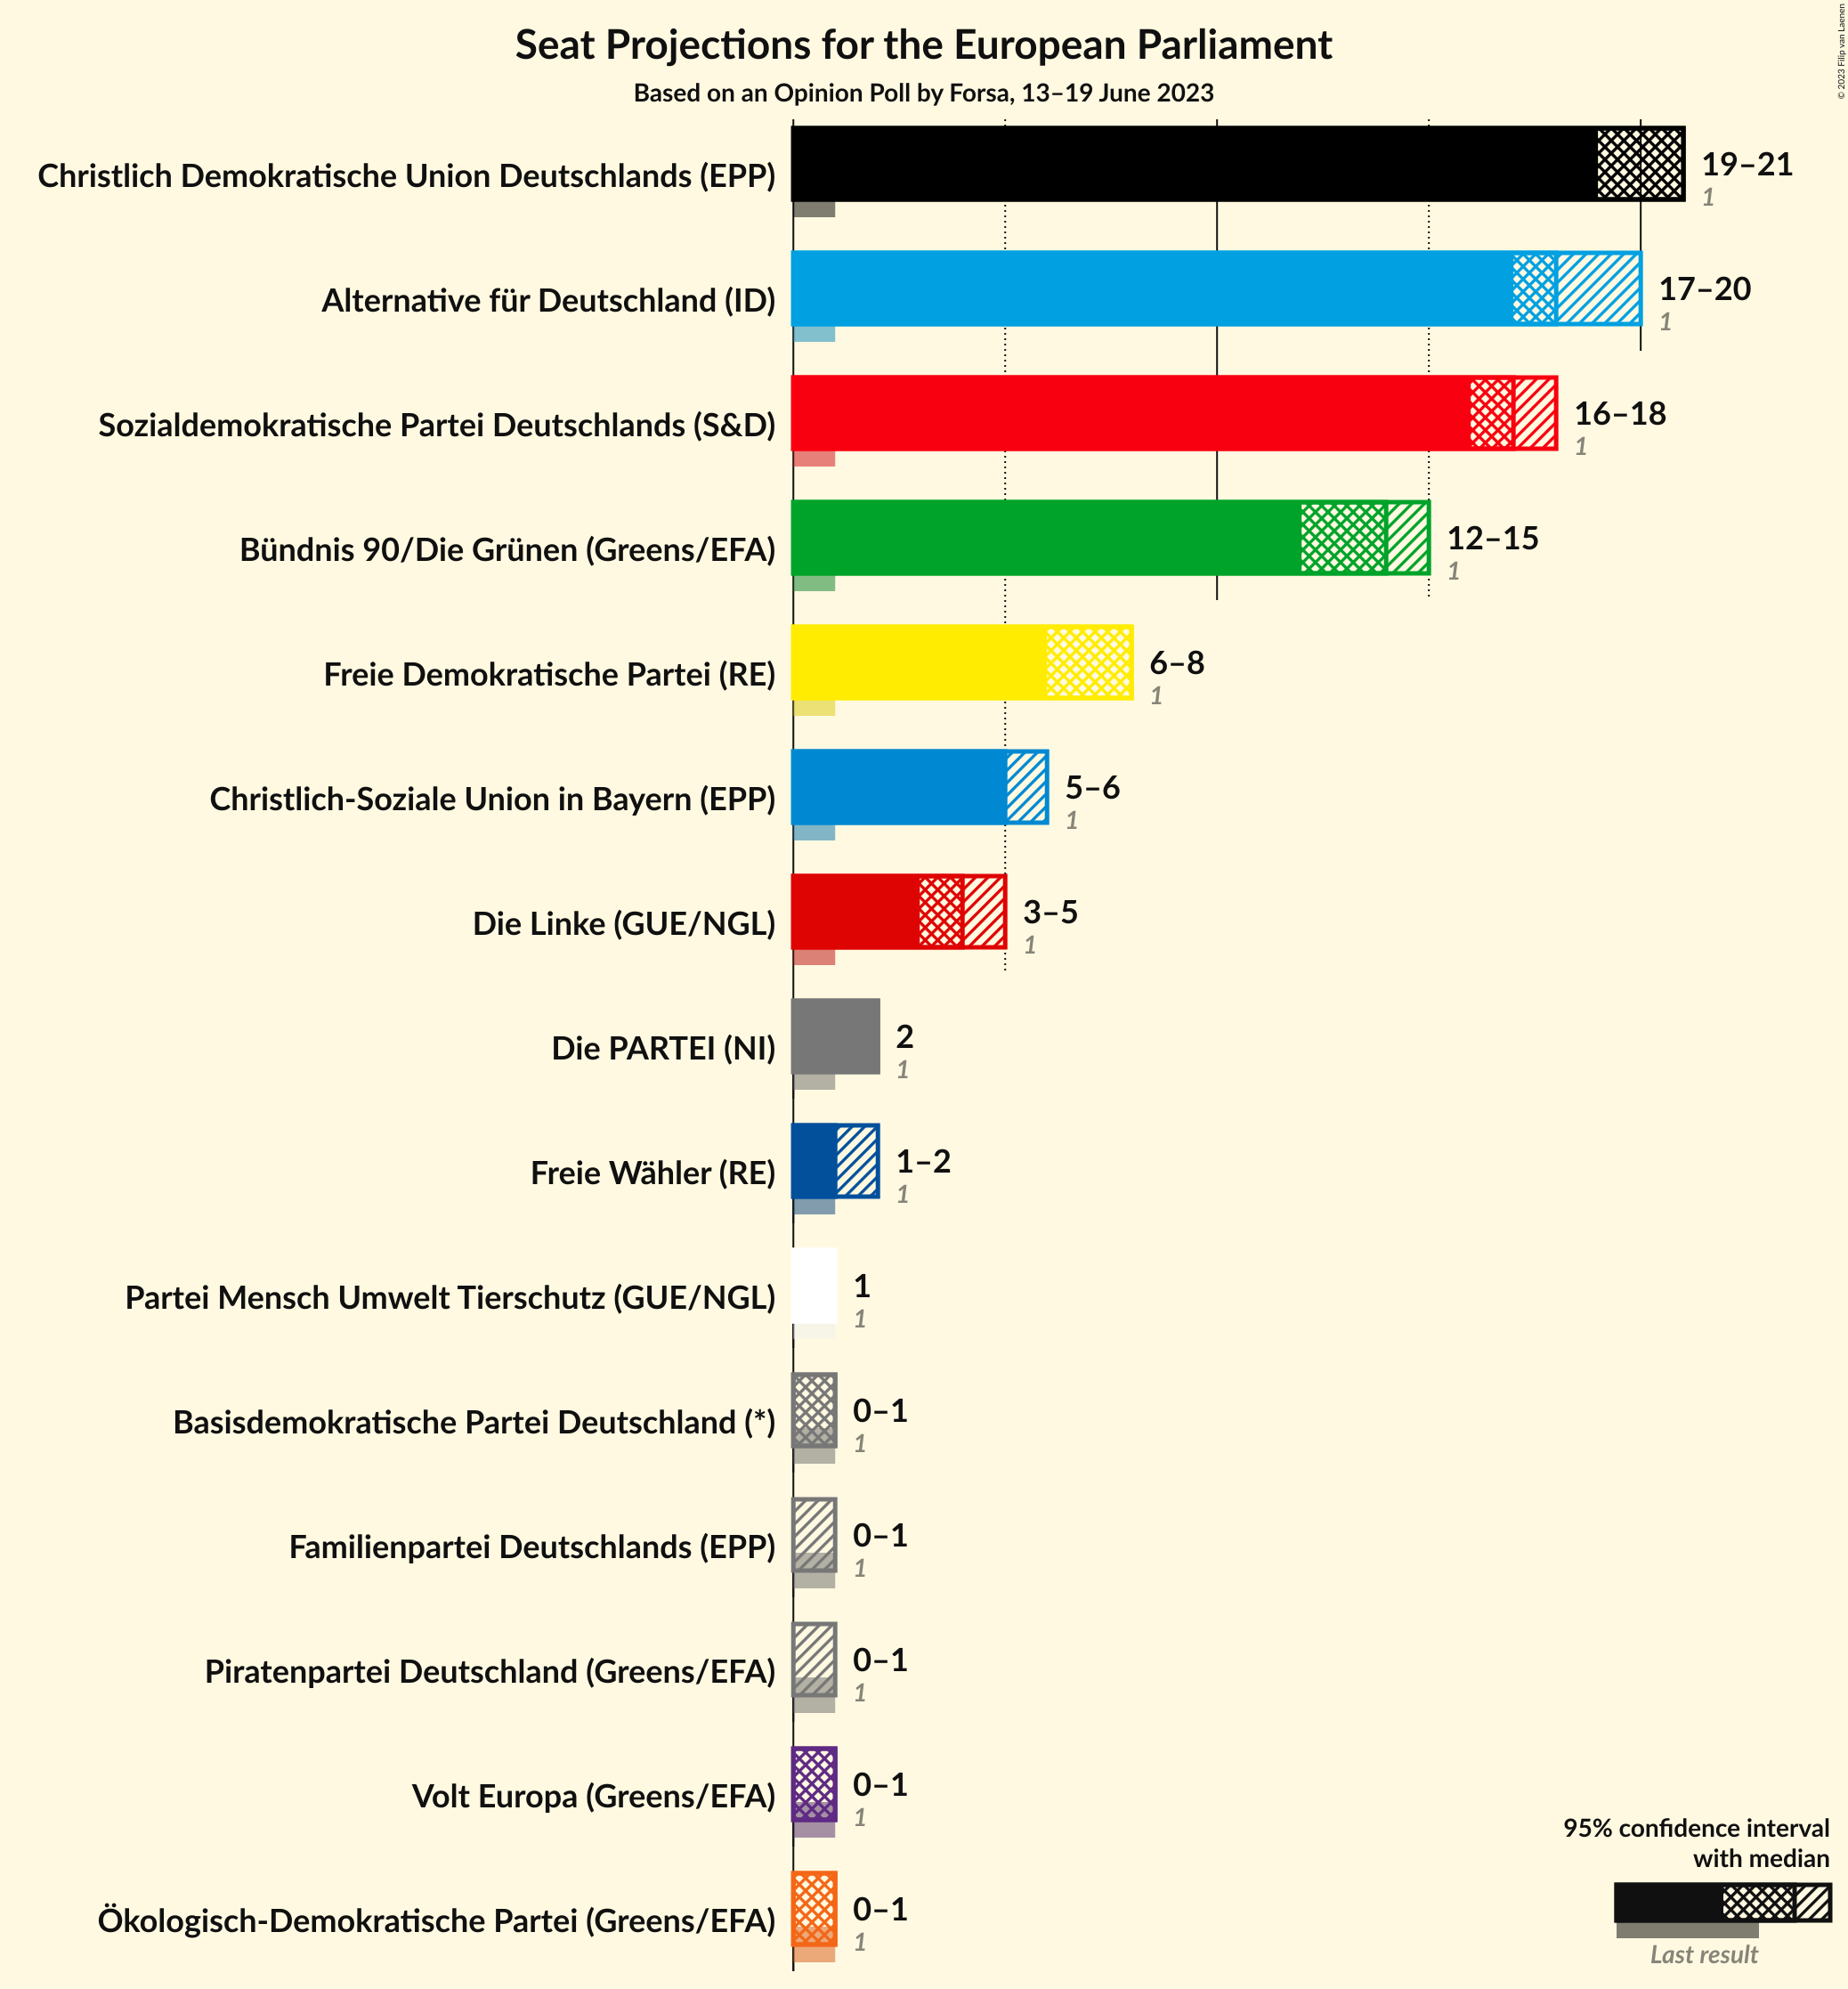 Seat Projections for the European Parliament
Based on an Opinion Poll by Forsa, 13–19 June 2023
© 2023 Filip van Laenen
Christlich Demokratische Union Deutschlands (EPP)
19–21
1
Alternative für Deutschland (ID)
17–20
1
Sozialdemokratische Partei Deutschlands (S&D)
16–18
1
Bündnis 90/Die Grünen (Greens/EFA)
12–15
1
Freie Demokratische Partei (RE)
6–8
1
Christlich-Soziale Union in Bayern (EPP)
5–6
1
Die Linke (GUE/NGL)
3–5
1
Die PARTEI (NI)
2
1
Freie Wähler (RE)
1–2
1
Partei Mensch Umwelt Tierschutz (GUE/NGL)
1
1
Basisdemokratische Partei Deutschland (*)
0–1
1
Familienpartei Deutschlands (EPP)
0–1
1
Piratenpartei Deutschland (Greens/EFA)
0–1
1
Volt Europa (Greens/EFA)
0–1
1
Ökologisch-Demokratische Partei (Greens/EFA)
0–1
1
95% confidence interval
with median
Last result